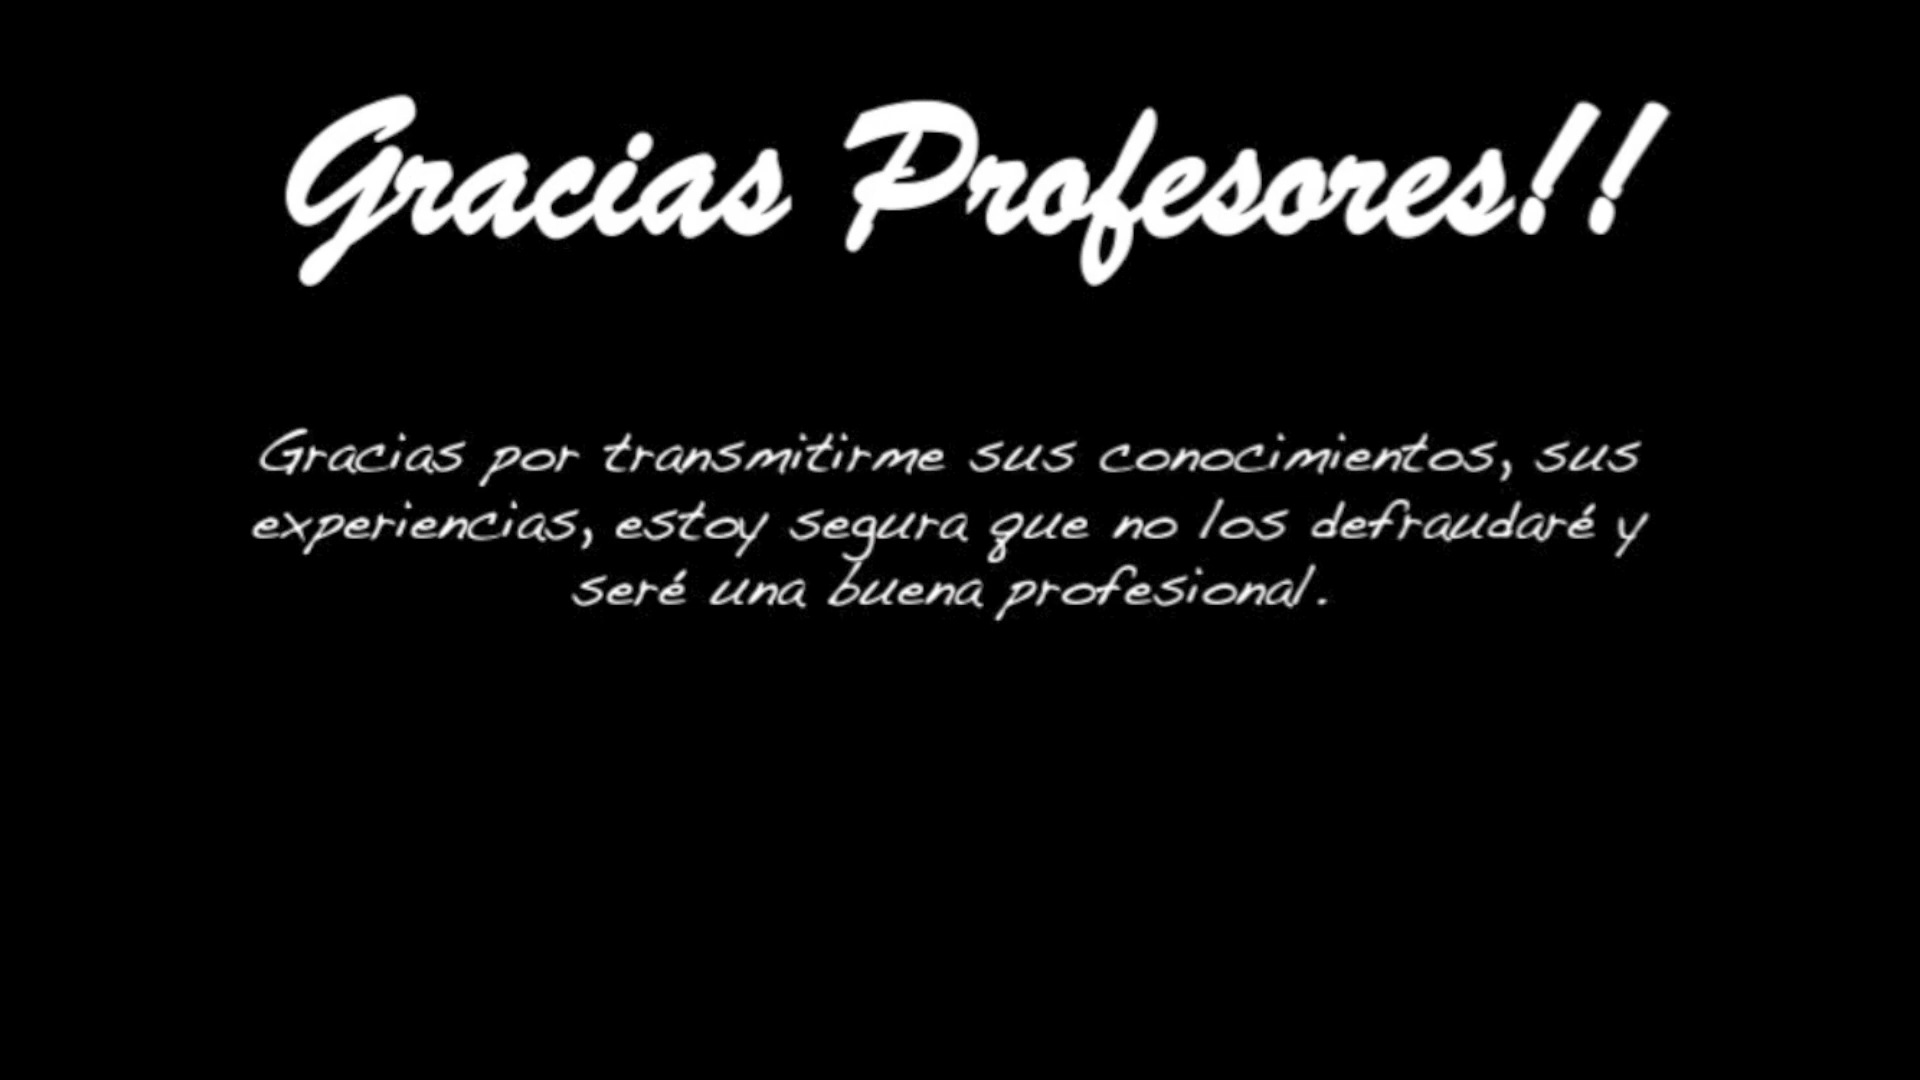 Gracias Profesores!!
Gracias por transmitirme sus conocimientos, sus
experiencias, estoy segura que no los defraudaré y
seré una buena profesional.